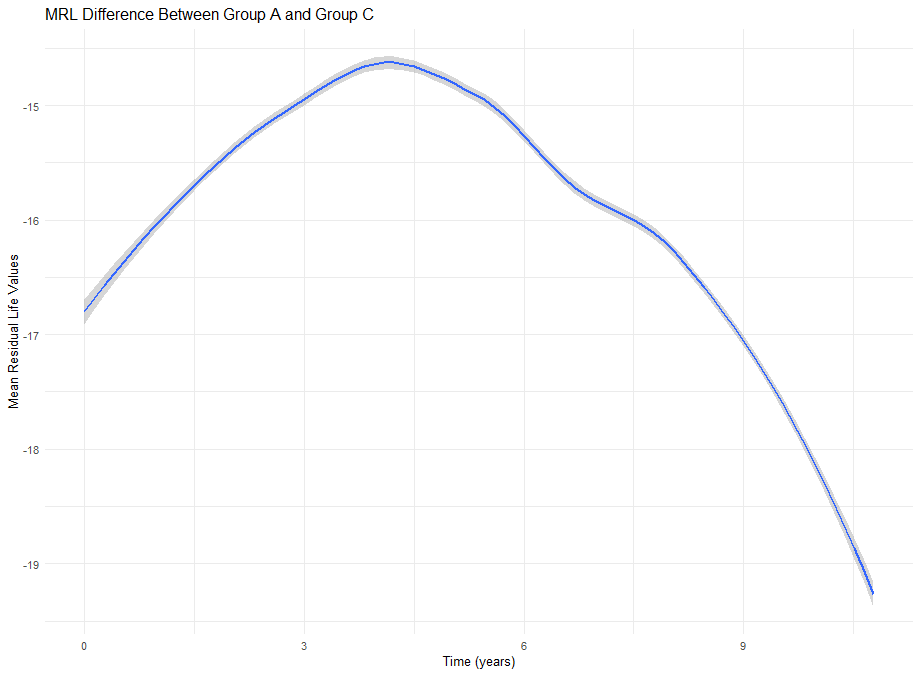 MRL Difference Between Group A and Group C
Mean Residual Life Values
-15
-16
-17
-18
-19
0 3 6 9
Time (years)